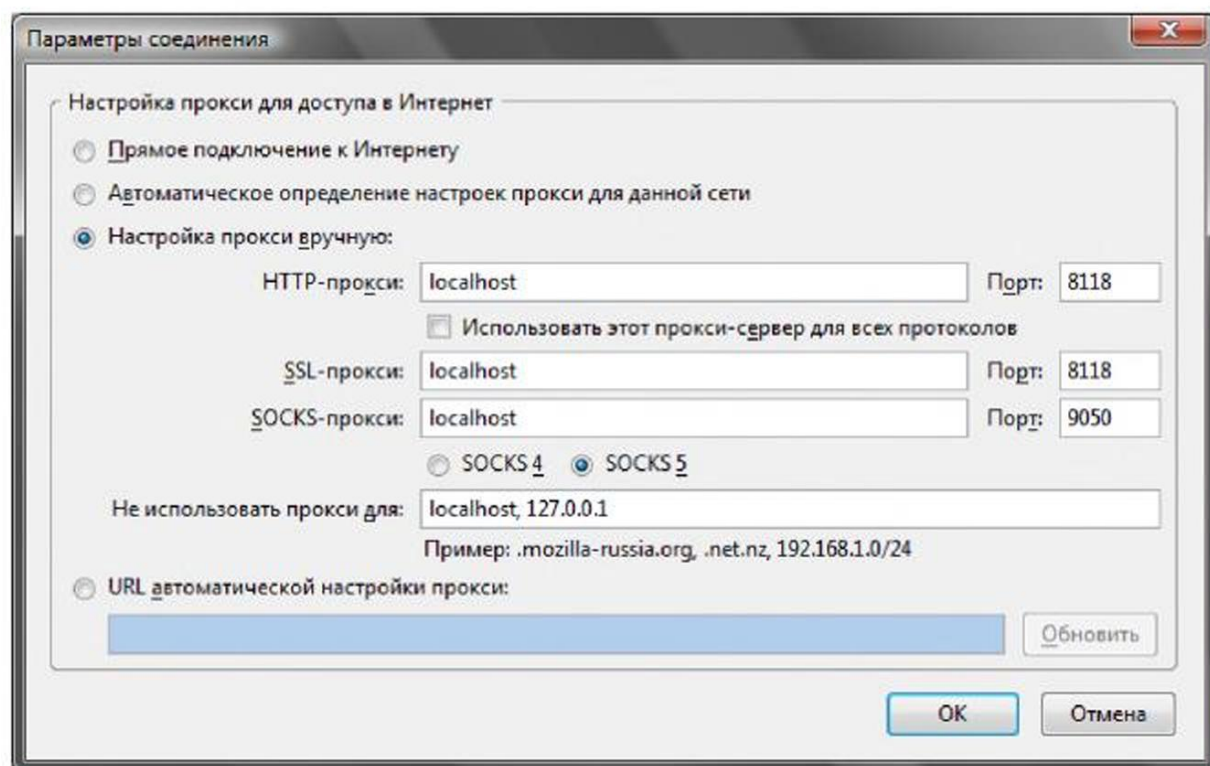 Параметры соединения
Настройка прокси для доступа в Интернет
Прямое подключение к Интернету
Автоматическое определение настроек прокси для данной сети
Настройка прокси вручную:
HTTP-прокси: localhost Порт: 8118
Использовать этот прокси-сервер для всех протоколов
SSL-прокси: localhost Порт: 8118
SOCKS-прокси: localhost Порт: 9050
SOCKS 4 SOCKS 5
Не использовать прокси для: localhost, 127.0.0.1
Пример: .mozilla-russia.org, .net.nz, 192.168.1.0/24
URL автоматической настройки прокси:
Обновить
OK Отмена